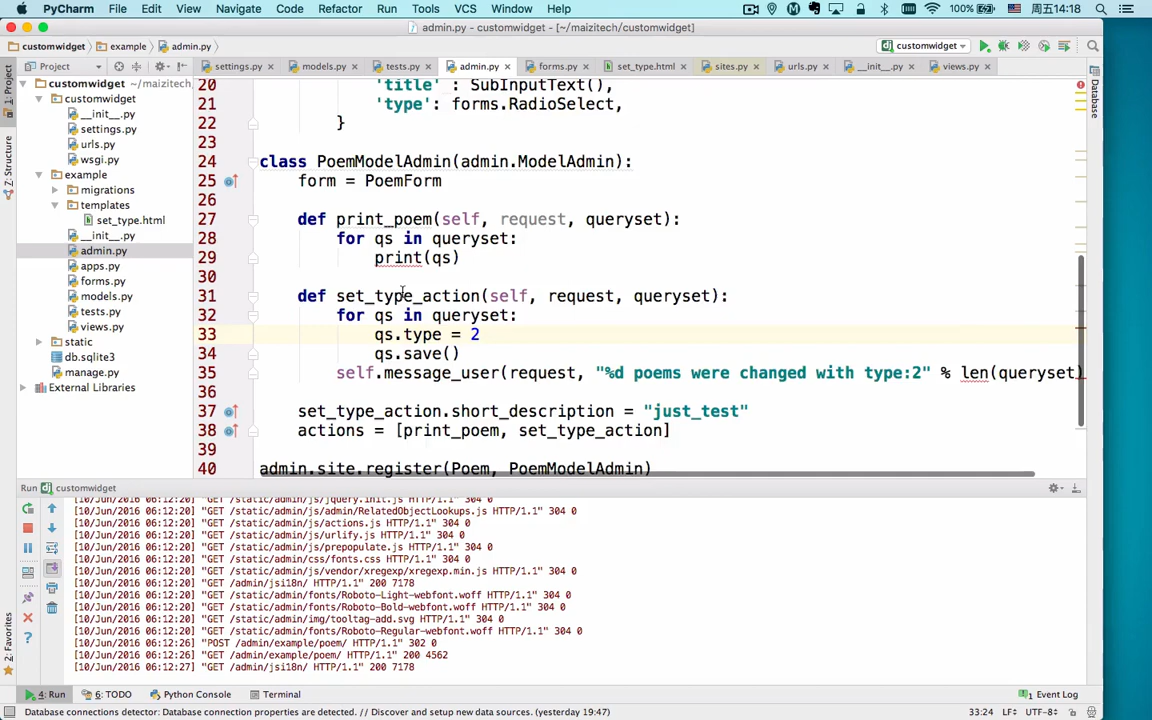 PyCharm File Edit View Navigate Code Refactor Run Tools VCS Window Help 100% 周五14:18
admin.py - customwidget - [~/maizitech/customwidget]
customwidget example admin.py customwidget
Project settings.py models.py tests.py admin.py forms.py set_type.html sites.py urls.py __init__.py views.py
1: Project
7: Structure
2: Favorites
Database
customwidget (~/maizitech
customwidget
__init__.py
settings.py
urls.py
wsgi.py
example
migrations
templates
set_type.html
__init__.py
admin.py
apps.py
forms.py
models.py
tests.py
views.py
static
db.sqlite3
manage.py
External Libraries
20 'title' : SubInputText(),
21 'type': forms.RadioSelect,
22 }
23
24 class PoemModelAdmin(admin.ModelAdmin):
25 form = PoemForm
26
27 def print_poem(self, request, queryset):
28 for qs in queryset:
29 print(qs)
30
31 def set_type_action(self, request, queryset):
32 for qs in queryset:
33 qs.type = 2
34 qs.save()
35 self.message_user(request, "%d poems were changed with type:2" % len(queryset)
36
37 set_type_action.short_description = "just_test"
38 actions = [print_poem, set_type_action]
39
40 admin.site.register(Poem, PoemModelAdmin)
Run customwidget
[10/Jun/2016 06:12:20] "GET /static/admin/js/jquery.init.js HTTP/1.1" 304 0
[10/Jun/2016 06:12:20] "GET /static/admin/js/admin/RelatedObjectLookups.js HTTP/1.1" 304 0
[10/Jun/2016 06:12:20] "GET /static/admin/js/actions.js HTTP/1.1" 304 0
[10/Jun/2016 06:12:20] "GET /static/admin/js/urlify.js HTTP/1.1" 304 0
[10/Jun/2016 06:12:20] "GET /static/admin/js/prepopulate.js HTTP/1.1" 304 0
[10/Jun/2016 06:12:20] "GET /static/admin/css/fonts.css HTTP/1.1" 304 0
[10/Jun/2016 06:12:20] "GET /static/admin/js/vendor/xregexp/xregexp.min.js HTTP/1.1" 304 0
[10/Jun/2016 06:12:20] "GET /admin/jsi18n/ HTTP/1.1" 200 7178
[10/Jun/2016 06:12:20] "GET /static/admin/fonts/Roboto-Light-webfont.woff HTTP/1.1" 304 0
[10/Jun/2016 06:12:20] "GET /static/admin/fonts/Roboto-Bold-webfont.woff HTTP/1.1" 304 0
[10/Jun/2016 06:12:20] "GET /static/admin/img/tooltag-add.svg HTTP/1.1" 304 0
[10/Jun/2016 06:12:20] "GET /static/admin/fonts/Roboto-Regular-webfont.woff HTTP/1.1" 304 0
[10/Jun/2016 06:12:26] "POST /admin/example/poem/ HTTP/1.1" 302 0
[10/Jun/2016 06:12:26] "GET /admin/example/poem/ HTTP/1.1" 200 4562
[10/Jun/2016 06:12:27] "GET /admin/jsi18n/ HTTP/1.1" 200 7178
4: Run 6: TODO Python Console Terminal 1 Event Log
Database connections detector: Database connection properties are detected. // Discover and setup new data sources. (yesterday 19:47) 33:24 LF÷ UTF-8÷